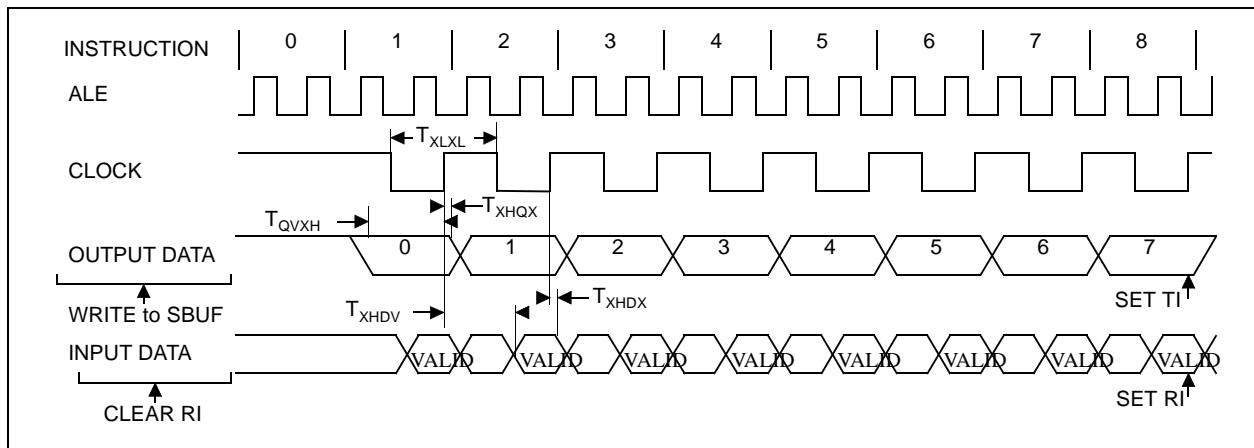 INSTRUCTION 0 1 2 3 4 5 6 7 8
ALE
TXLXL
CLOCK
TXHQX
TQVXH
OUTPUT DATA 0 1 2 3 4 5 6 7
TXHDX SET TI
WRITE to SBUF TXHDV
INPUT DATA VALID VALID VALID VALID VALID VALID VALID VALID
SET RI
CLEAR RI